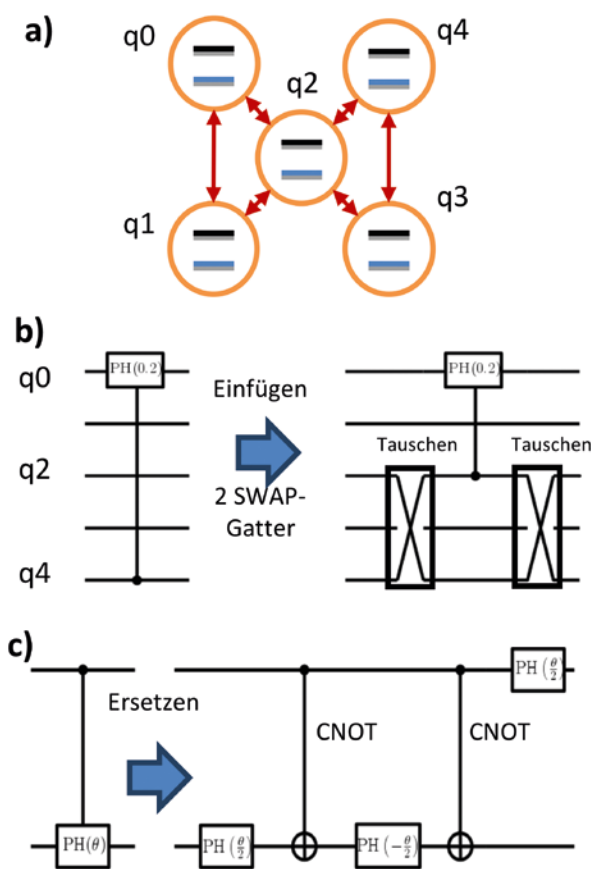 a)
q0
q4
q2
q1
q3
b)
q0
PH(0.2)
Einfügen
PH(0.2)
q2
Tauschen
Tauschen
2 SWAP-
Gatter
q4
c)
PH(θ/2)
Ersetzen
CNOT
CNOT
PH(θ)
PH(θ/2)
PH(-θ/2)